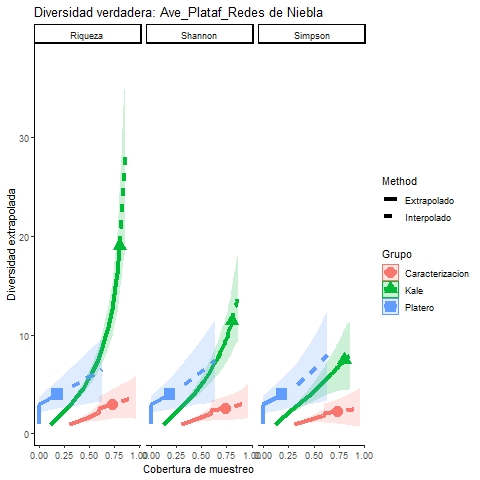 Diversidad verdadera: Ave_Plataf_Redes de Niebla
Riqueza Shannon Simpson
30
20
10
0
Diversidad extrapolada
0.00 0.25 0.50 0.75 1.00 0.00 0.25 0.50 0.75 1.00 0.00 0.25 0.50 0.75 1.00
Cobertura de muestreo
Method
Extrapolado
Interpolado
Grupo
Caracterizacion
Kale
Platero